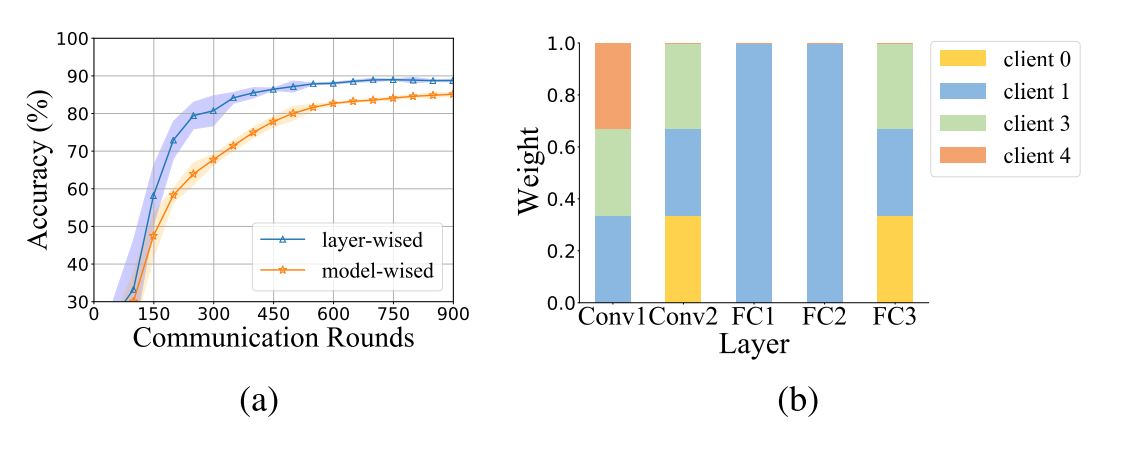 100
90
80
70
60
50
40
30
0
150
300
450
600
750
900
Accuracy (%)
Communication Rounds
layer-wised
model-wised
(a)
1.0
0.8
0.6
0.4
0.2
0.0
Weight
Conv1
Conv2
FC1
FC2
FC3
Layer
client 0
client 1
client 3
client 4
(b)